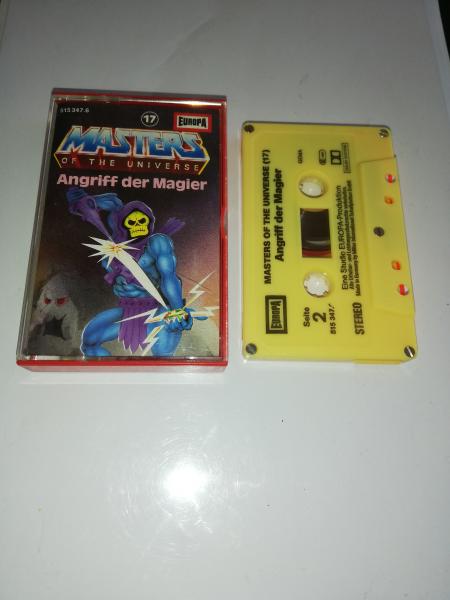 515 347.6
17
EUROPA
MASTERS
OF THE UNIVERSE
Angriff der Magier
MASTERS OF THE UNIVERSE (17)
Angriff der Magier
GEMA
EUROPA
Seite
2
515 347.
Eine Studio EUROPA-Produktion
STEREO